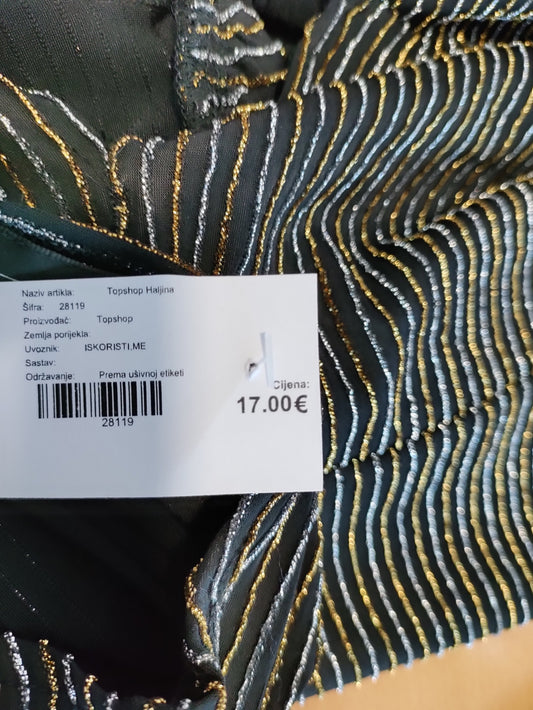 Naziv artikla: Topshop Haljina
Šifra: 28119
Proizvođač: Topshop
Zemlja porijekla:
Uvoznik: ISKORISTI,ME
Sastav:
Održavanje: Prema ušivnoj etiketi
28119
Cijena:
17.00€